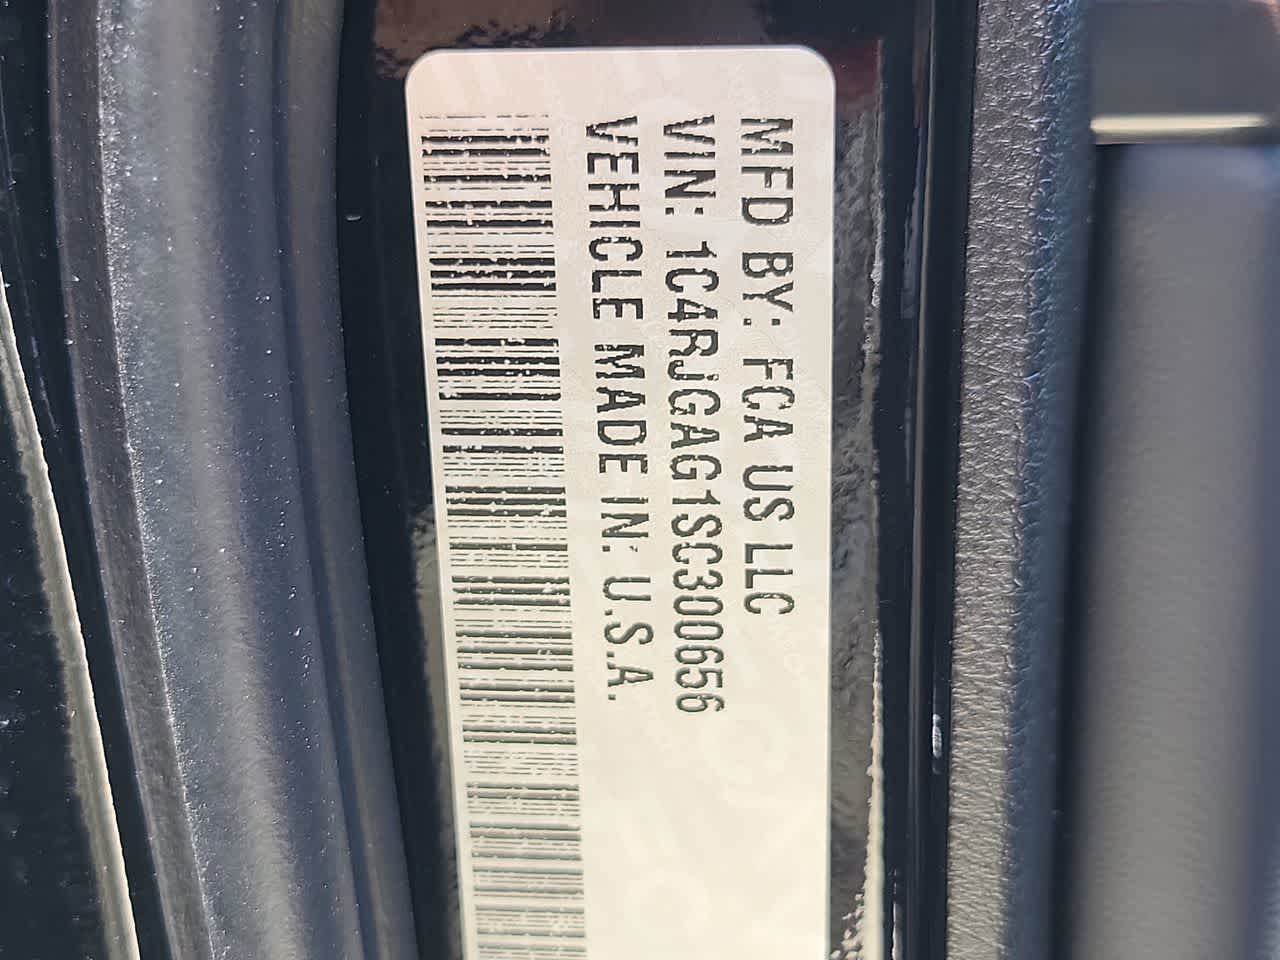 MFD BY: FCA US LLC
VIN: 1C4RJGAG1SC300656
VEHICLE MADE IN: U.S.A.